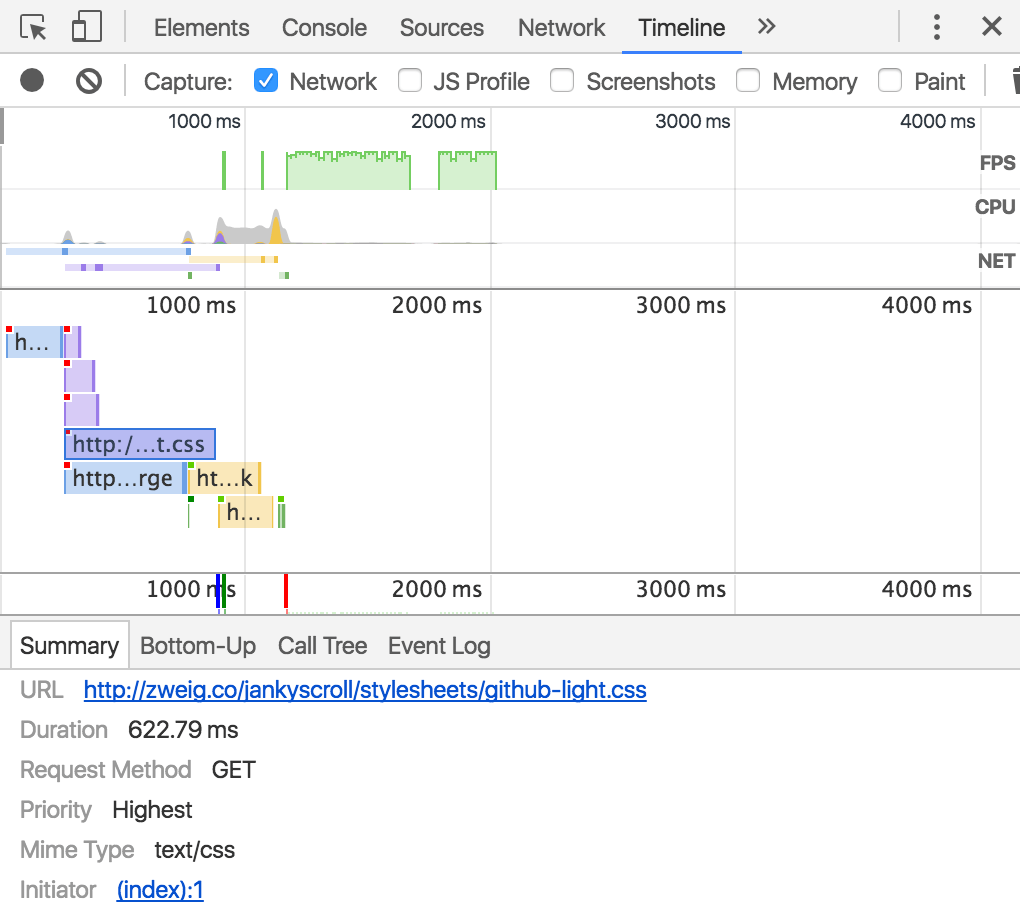 Elements Console Sources Network Timeline »
Capture: Network JS Profile Screenshots Memory Paint
1000 ms 2000 ms 3000 ms 4000 ms
FPS
CPU
NET
1000 ms 2000 ms 3000 ms 4000 ms
h...
http:/...t.css
http...rge ht...k
h...
1000 ms 2000 ms 3000 ms 4000 ms
Summary Bottom-Up Call Tree Event Log
URL http://zweig.co/jankyscroll/stylesheets/github-light.css
Duration 622.79 ms
Request Method GET
Priority Highest
Mime Type text/css
Initiator (index):1